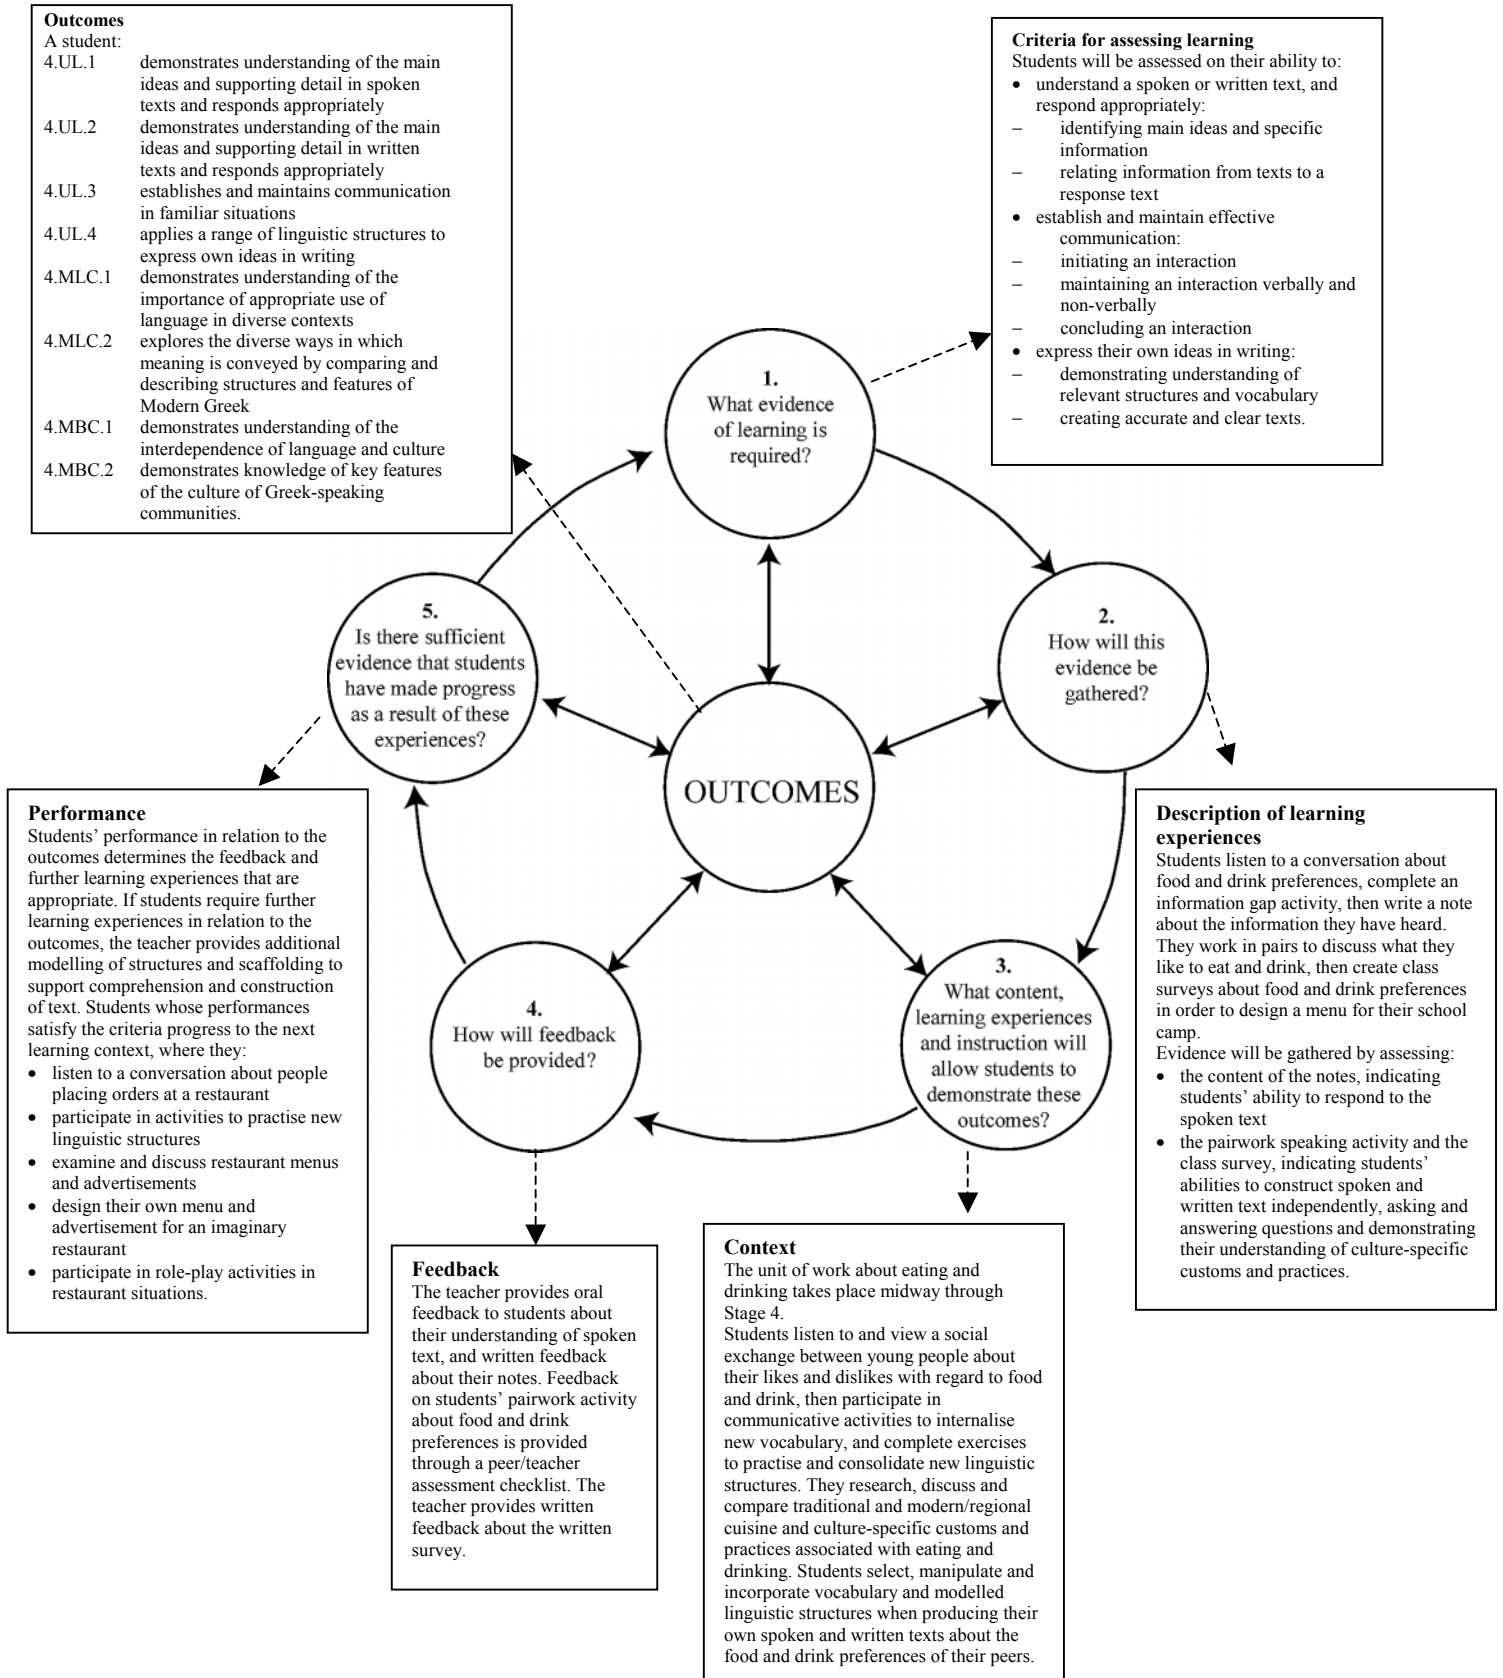 Outcomes
A student:
4.UL.1 demonstrates understanding of the main
ideas and supporting detail in spoken
texts and responds appropriately
4.UL.2 demonstrates understanding of the main
ideas and supporting detail in written
texts and responds appropriately
4.UL.3 establishes and maintains communication
in familiar situations
4.UL.4 applies a range of linguistic structures to
express own ideas in writing
4.MLC.1 demonstrates understanding of the
importance of appropriate use of
language in diverse contexts
4.MLC.2 explores the diverse ways in which
meaning is conveyed by comparing and
describing structures and features of
Modern Greek
4.MBC.1 demonstrates understanding of the
interdependence of language and culture
4.MBC.2 demonstrates knowledge of key features
of the culture of Greek-speaking
communities.
Criteria for assessing learning
Students will be assessed on their ability to:
• understand a spoken or written text, and
respond appropriately:
– identifying main ideas and specific
information
– relating information from texts to a
response text
• establish and maintain effective
communication:
– initiating an interaction
– maintaining an interaction verbally and
non-verbally
– concluding an interaction
• express their own ideas in writing:
– demonstrating understanding of
relevant structures and vocabulary
– creating accurate and clear texts.
1.
What evidence
of learning is
required?
2.
How will this
evidence be
gathered?
5.
Is there sufficient
evidence that students
have made progress
as a result of these
experiences?
OUTCOMES
3.
What content,
learning experiences
and instruction will
allow students to
demonstrate these
outcomes?
4.
How will feedback
be provided?
Performance
Students' performance in relation to the
outcomes determines the feedback and
further learning experiences that are
appropriate. If students require further
learning experiences in relation to the
outcomes, the teacher provides additional
modelling of structures and scaffolding to
support comprehension and construction
of text. Students whose performances
satisfy the criteria progress to the next
learning context, where they:
• listen to a conversation about people
placing orders at a restaurant
• participate in activities to practise new
linguistic structures
• examine and discuss restaurant menus
and advertisements
• design their own menu and
advertisement for an imaginary
restaurant
• participate in role-play activities in
restaurant situations.
Description of learning
experiences
Students listen to a conversation about
food and drink preferences, complete an
information gap activity, then write a note
about the information they have heard.
They work in pairs to discuss what they
like to eat and drink, then create class
surveys about food and drink preferences
in order to design a menu for their school
camp.
Evidence will be gathered by assessing:
• the content of the notes, indicating
students' ability to respond to the
spoken text
• the pairwork speaking activity and the
class survey, indicating students'
abilities to construct spoken and
written text independently, asking and
answering questions and demonstrating
their understanding of culture-specific
customs and practices.
Feedback
The teacher provides oral
feedback to students about
their understanding of spoken
text, and written feedback
about their notes. Feedback
on students' pairwork activity
about food and drink
preferences is provided
through a peer/teacher
assessment checklist. The
teacher provides written
feedback about the written
survey.
Context
The unit of work about eating and
drinking takes place midway through
Stage 4.
Students listen to and view a social
exchange between young people about
their likes and dislikes with regard to food
and drink, then participate in
communicative activities to internalise
new vocabulary, and complete exercises
to practise and consolidate new linguistic
structures. They research, discuss and
compare traditional and modern/regional
cuisine and culture-specific customs and
practices associated with eating and
drinking. Students select, manipulate and
incorporate vocabulary and modelled
linguistic structures when producing their
own spoken and written texts about the
food and drink preferences of their peers.